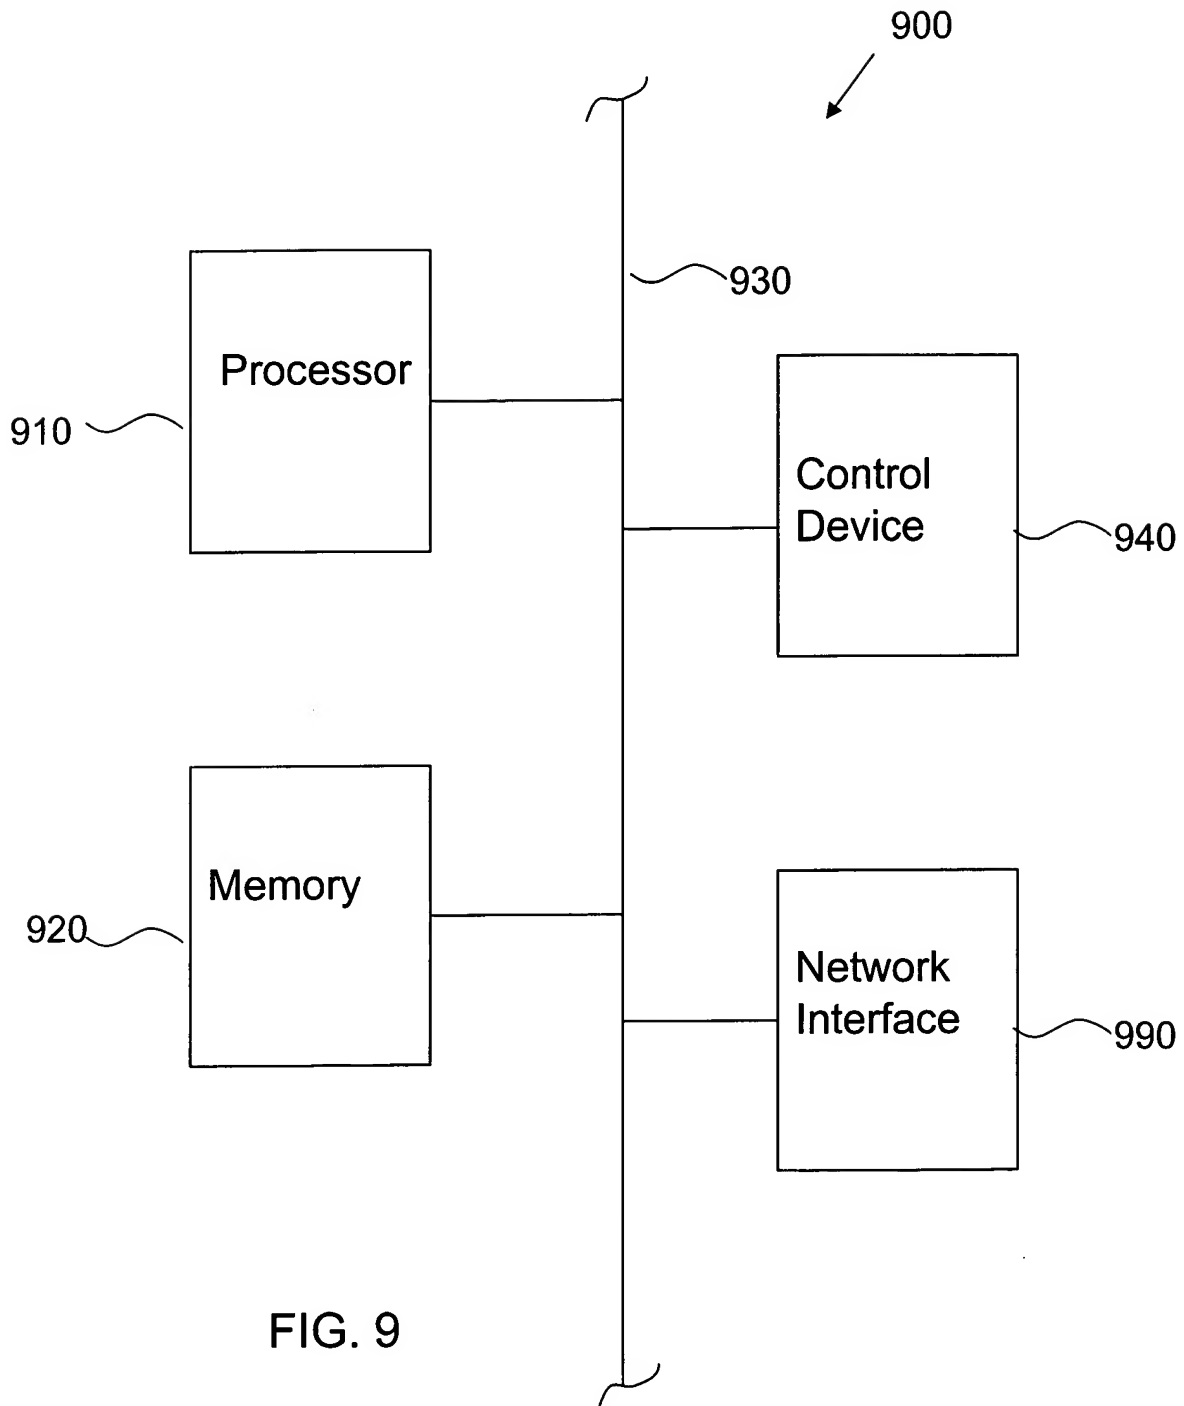 900
930
Processor
910
Control
Device
940
Memory
920
Network
Interface
990
FIG. 9